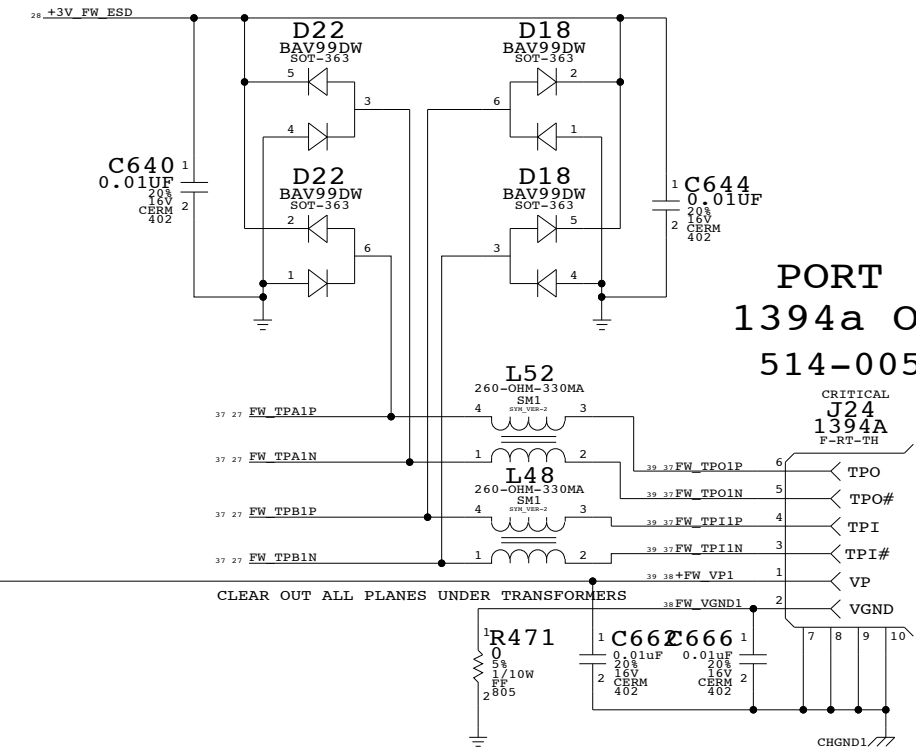 28 +3V_FW_ESD
D22
BAV99DW
SOT-363
5
3
4
D18
BAV99DW
SOT-363
2
6
1
C640
0.01UF
20%
16V
CERM
402
1
2
D22
BAV99DW
SOT-363
2
6
1
D18
BAV99DW
SOT-363
5
3
4
1 C644
0.01UF
20%
2 16V
CERM
402
PORT
1394a O
514-005
CRITICAL
J24
1394A
F-RT-TH
L52
260-OHM-330MA
SM1
SYM_VER-2
4
3
1
2
37 27 FW_TPA1P
37 27 FW_TPA1N
L48
260-OHM-330MA
SM1
SYM_VER-2
4
3
1
2
37 27 FW_TPB1P
37 27 FW_TPB1N
39 37 FW_TPO1P 6 TPO
39 37 FW_TPO1N 5 TPO#
39 37 FW_TPI1P 4 TPI
39 37 FW_TPI1N 3 TPI#
39 38 +FW_VP1 1 VP
38 FW_VGND1 2 VGND
CLEAR OUT ALL PLANES UNDER TRANSFORMERS
7 8 9 10
1 R471
0
5%
1/10W
FF
2 805
1 C662
0.01uF
20%
16V
2 CERM
402
C666 1
0.01uF
20%
16V
CERM 2
402
CHGND1